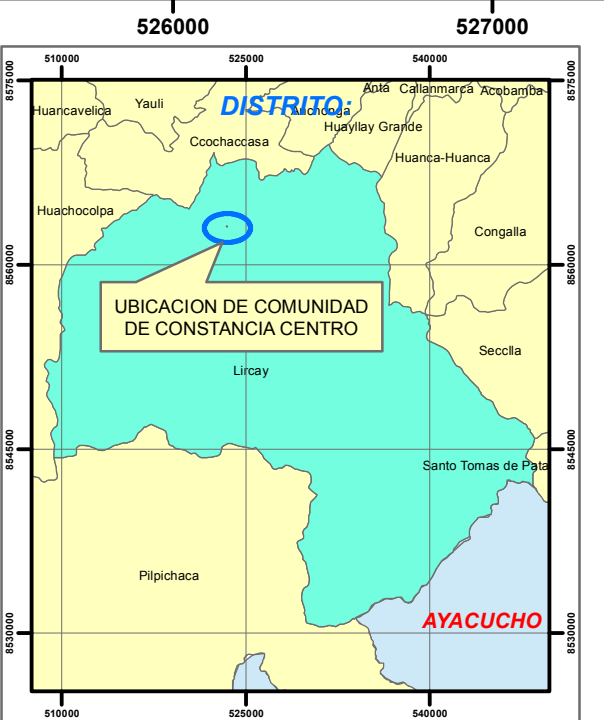 526000 527000
510000 525000 540000
8575000 8575000
Anta Callanmarca Acobamba
Huancavelica Yauli DISTRITO: Anchonga
Huayllay Grande
Ccochaccasa
Huanca-Huanca
Huachocolpa
Congalla
8560000 8560000
UBICACION DE COMUNIDAD
DE CONSTANCIA CENTRO
Secclla
Lircay
8545000 8545000
Santo Tomas de Pata
Pilpichaca
AYACUCHO
8530000 8530000
510000 525000 540000